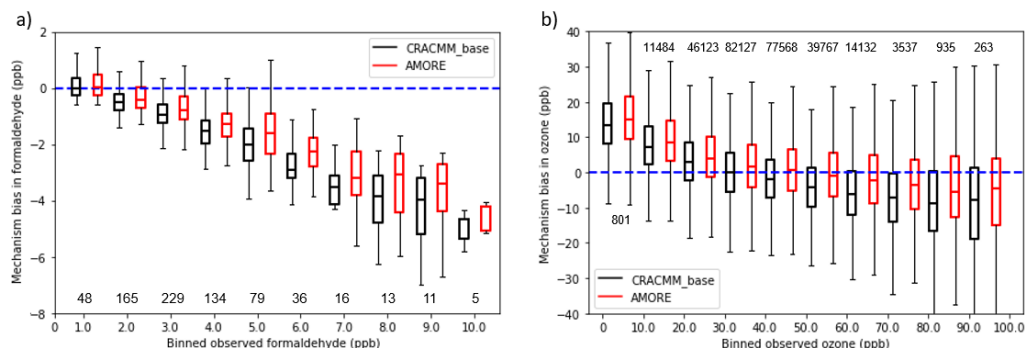 a)
Mechanism bias in formaldehyde (ppb)
2
0
−2
−4
−6
−8
CRACMM_base
AMORE
48 165 229 134 79 36 16 13 11 5
0 1.0 2.0 3.0 4.0 5.0 6.0 7.0 8.0 9.0 10.0
Binned observed formaldehyde (ppb)
b)
Mechanism bias in ozone (ppb)
40
30
20
10
0
−10
−20
−30
−40
11484 46123 82127 77568 39767 14132 3537 935 263
801
CRACMM_base
AMORE
0 10.0 20.0 30.0 40.0 50.0 60.0 70.0 80.0 90.0 100.0
Binned observed ozone (ppb)